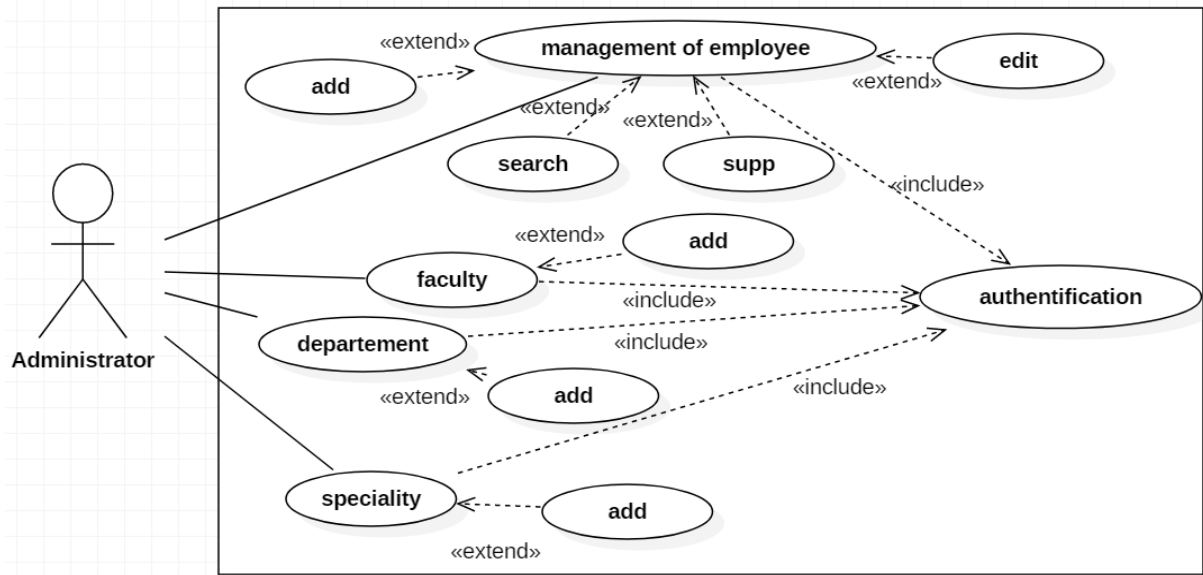 «extend»
management of employee
add
edit
«extend»
«extend»
«extend»
search
supp
«include»
«extend»
add
faculty
«include»
authentification
departement
«include»
Administrator
«extend»
add
«include»
speciality
add
«extend»